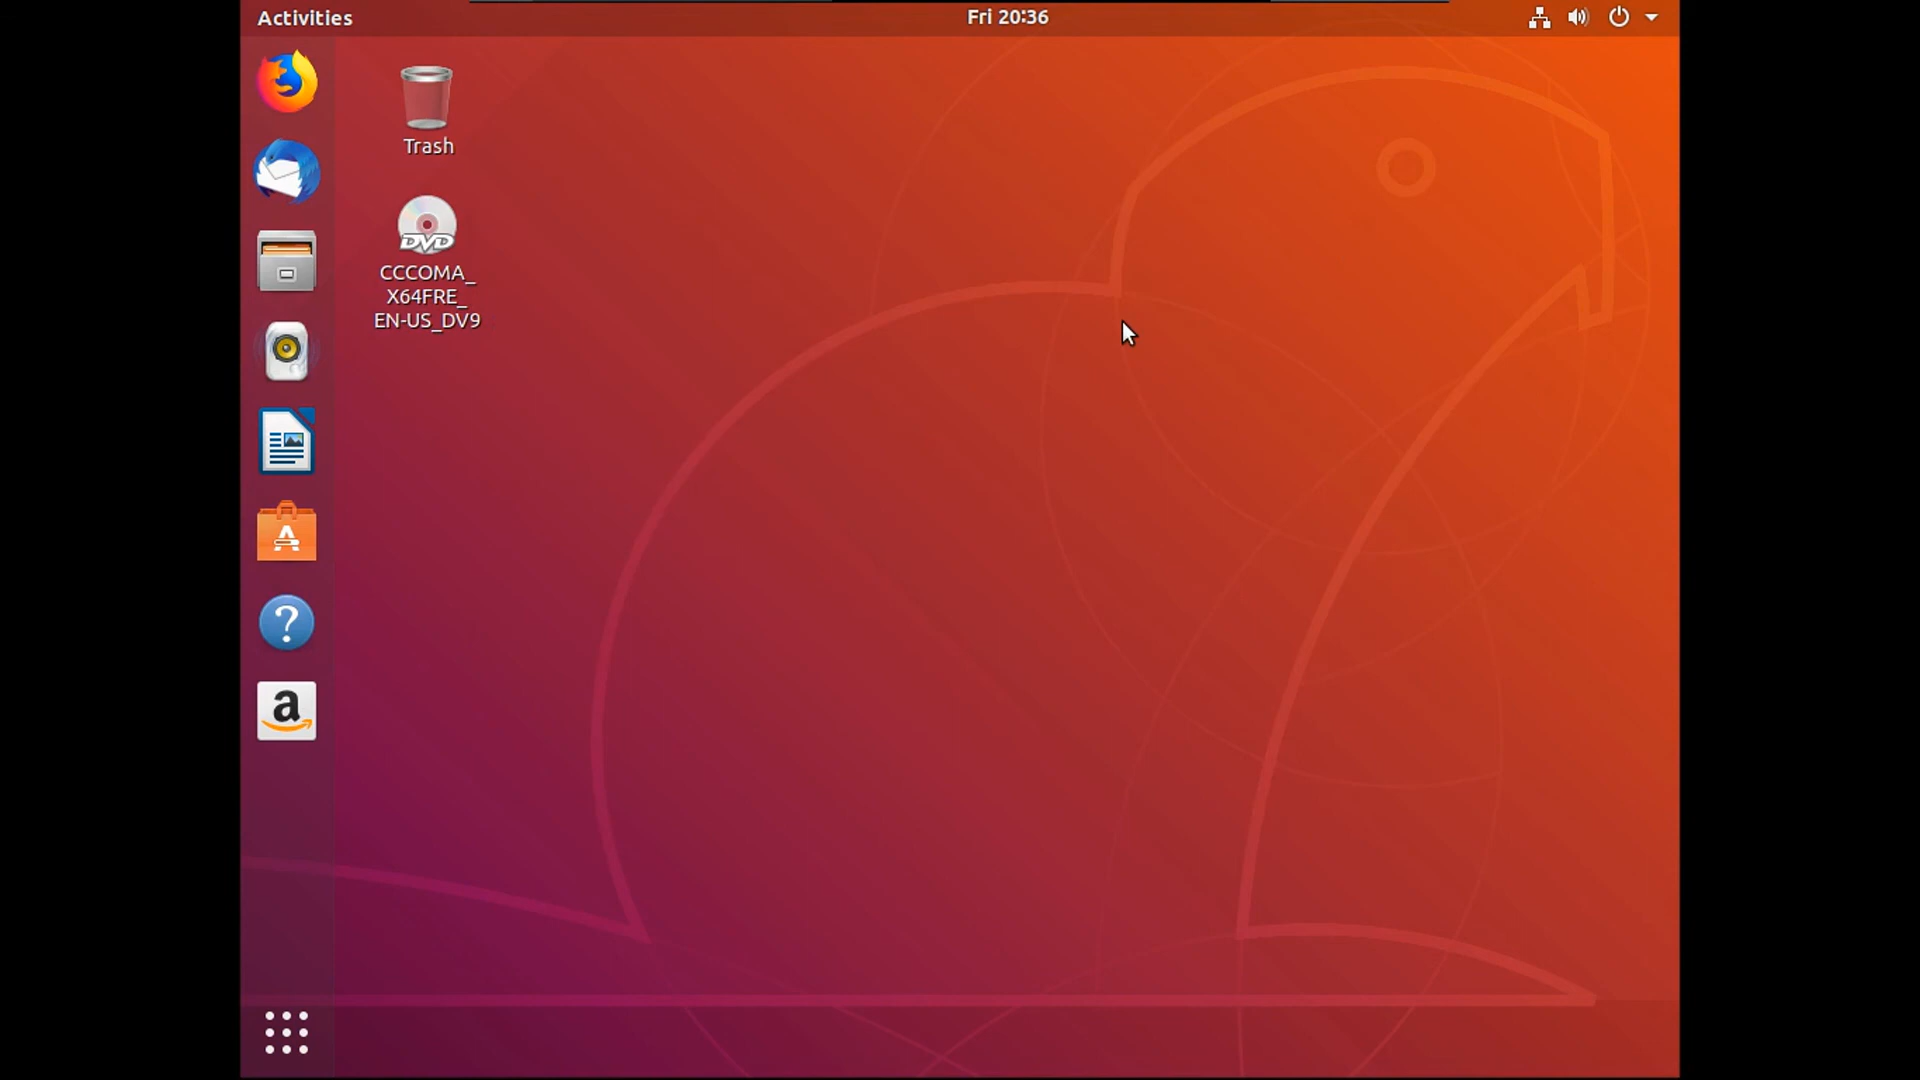 Activities
Fri 20:36
Trash
DVD
CCCOMA_
X64FRE_
EN-US_DV9
A
?
a